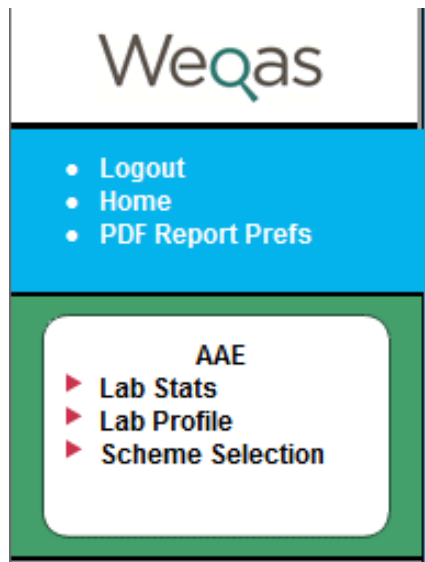 Weqas
Logout
Home
PDF Report Prefs
AAE
Lab Stats
Lab Profile
Scheme Selection